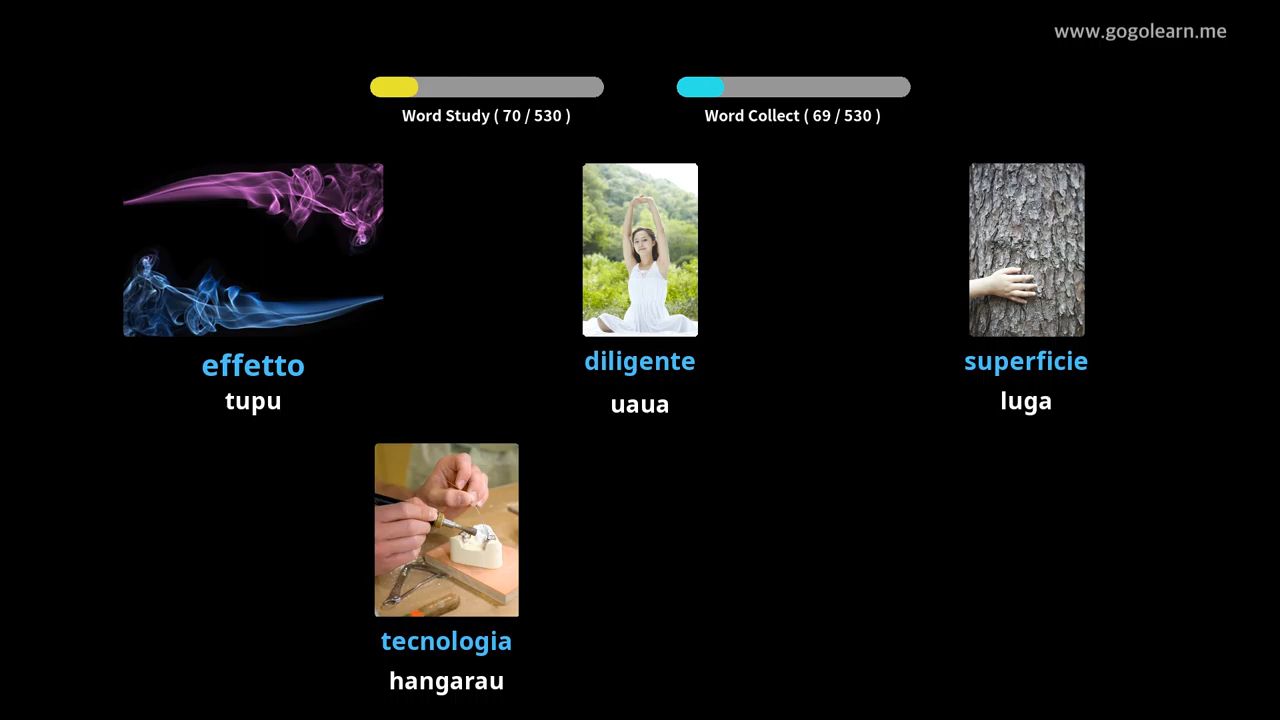 www.gogolearn.me
Word Study ( 70 / 530 )
Word Collect ( 69 / 530 )
effetto
tupu
diligente
uaua
superficie
luga
tecnologia
hangarau